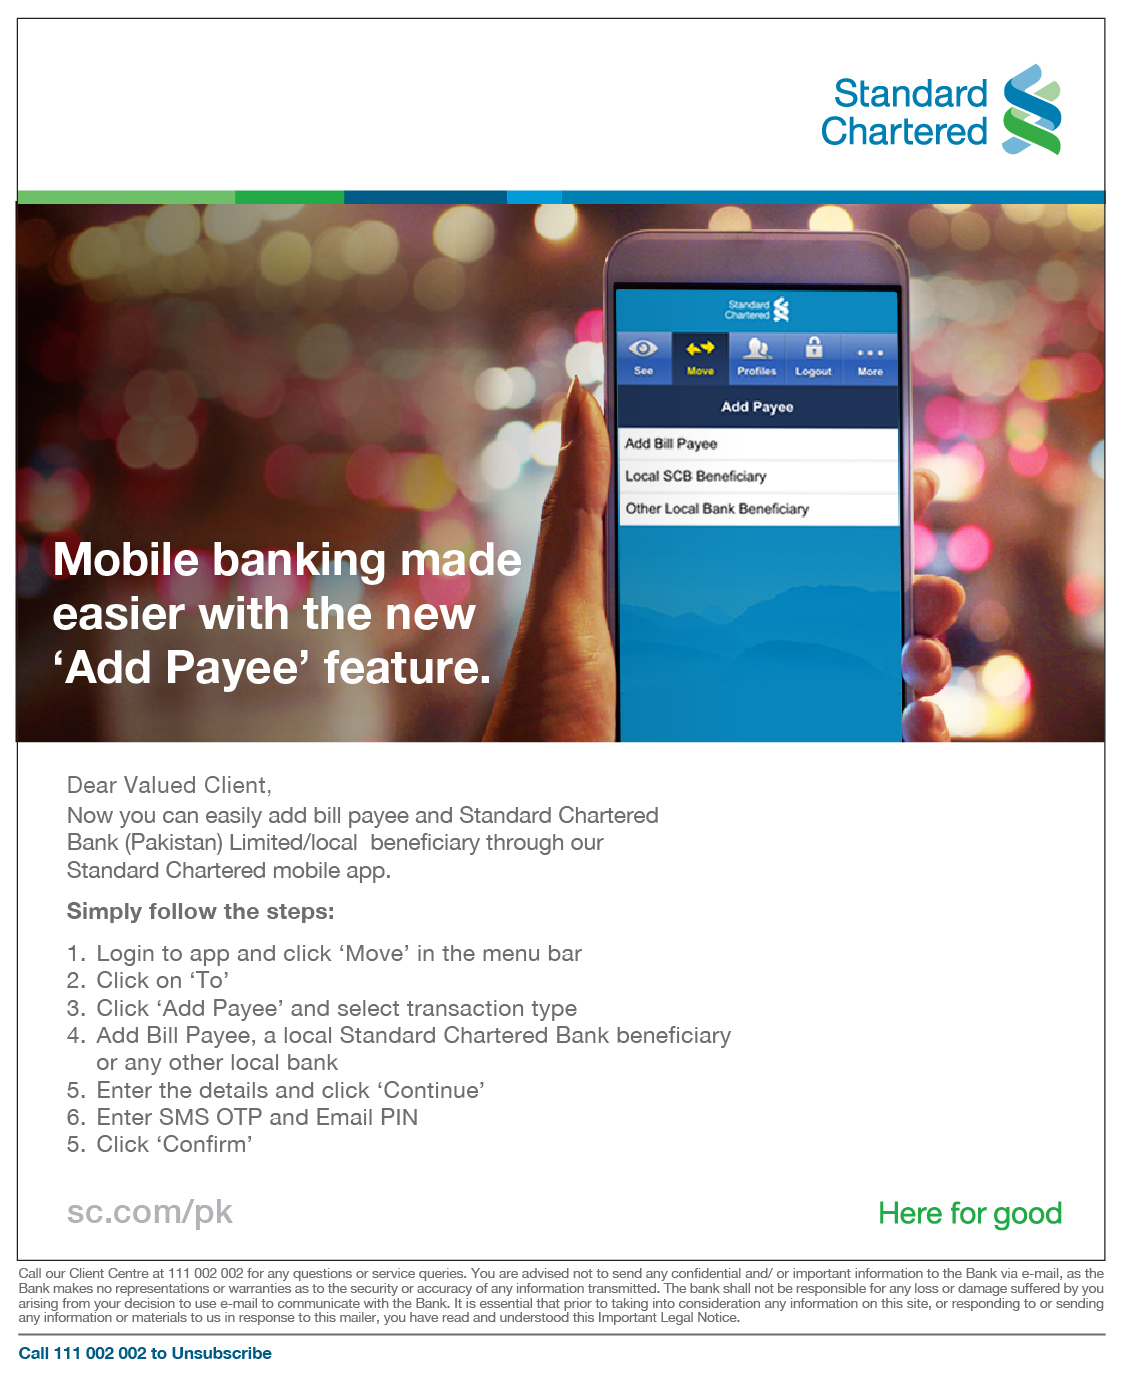 Standard
Chartered
Standard
Chartered
See Move Profiles Logout More
Add Payee
Add Bill Payee
Local SCB Beneficiary
Other Local Bank Beneficiary
Mobile banking made
easier with the new
‘Add Payee’ feature.
Dear Valued Client,
Now you can easily add bill payee and Standard Chartered
Bank (Pakistan) Limited/local  beneficiary through our
Standard Chartered mobile app.
Simply follow the steps:
1. Login to app and click ‘Move’ in the menu bar
2. Click on ‘To’
3. Click ‘Add Payee’ and select transaction type
4. Add Bill Payee, a local Standard Chartered Bank beneficiary
or any other local bank
5. Enter the details and click ‘Continue’
6. Enter SMS OTP and Email PIN
5. Click ‘Confirm’
sc.com/pk
Here for good
Call our Client Centre at 111 002 002 for any questions or service queries. You are advised not to send any confidential and/ or important information to the Bank via e-mail, as the
Bank makes no representations or warranties as to the security or accuracy of any information transmitted. The bank shall not be responsible for any loss or damage suffered by you
arising from your decision to use e-mail to communicate with the Bank. It is essential that prior to taking into consideration any information on this site, or responding to or sending
any information or materials to us in response to this mailer, you have read and understood this Important Legal Notice.
Call 111 002 002 to Unsubscribe